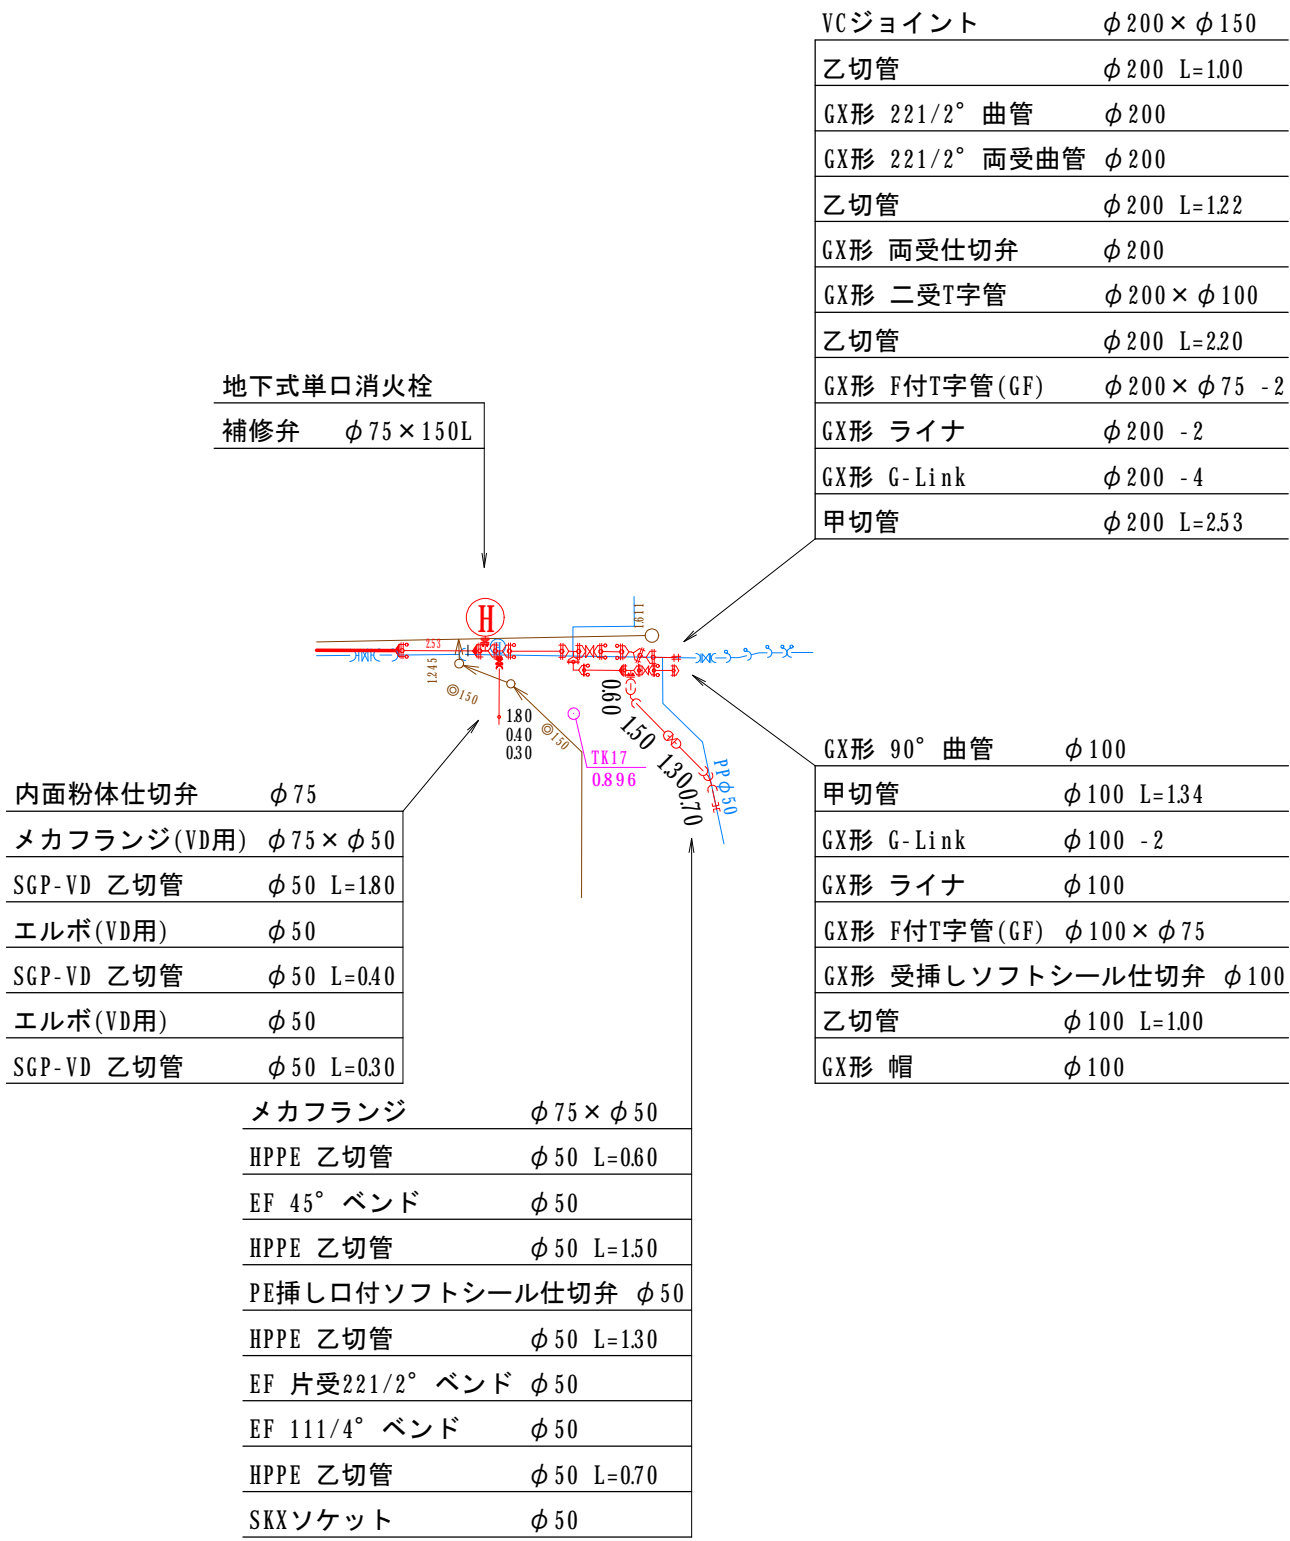 VCジョイント φ200×φ150
乙切管 φ200 L=1.00
GX形 221/2° 曲管 φ200
GX形 221/2° 両受曲管 φ200
乙切管 φ200 L=1.22
GX形 両受仕切弁 φ200
GX形 二受T字管 φ200×φ100
乙切管 φ200 L=2.20
GX形 F付T字管(GF) φ200×φ75 -2
GX形 ライナ φ200 -2
GX形 G-Link φ200 -4
甲切管 φ200 L=2.53
地下式単口消火栓
補修弁 φ75×150L
H
1.611
2.53
1.245
◎150
◎150
1.80
0.40
0.30
0.60
1.50
1.30
0.70
TK17
0.896
PPφ50
GX形 90° 曲管 φ100
甲切管 φ100 L=1.34
GX形 G-Link φ100 -2
GX形 ライナ φ100
GX形 F付T字管(GF) φ100×φ75
GX形 受挿しソフトシール仕切弁 φ100
乙切管 φ100 L=1.00
GX形 帽 φ100
内面粉体仕切弁 φ75
メカフランジ(VD用) φ75×φ50
SGP-VD 乙切管 φ50 L=1.80
エルボ(VD用) φ50
SGP-VD 乙切管 φ50 L=0.40
エルボ(VD用) φ50
SGP-VD 乙切管 φ50 L=0.30
メカフランジ φ75×φ50
HPPE 乙切管 φ50 L=0.60
EF 45° ベンド φ50
HPPE 乙切管 φ50 L=1.50
PE挿し口付ソフトシール仕切弁 φ50
HPPE 乙切管 φ50 L=1.30
EF 片受221/2° ベンド φ50
EF 111/4° ベンド φ50
HPPE 乙切管 φ50 L=0.70
SKXソケット φ50